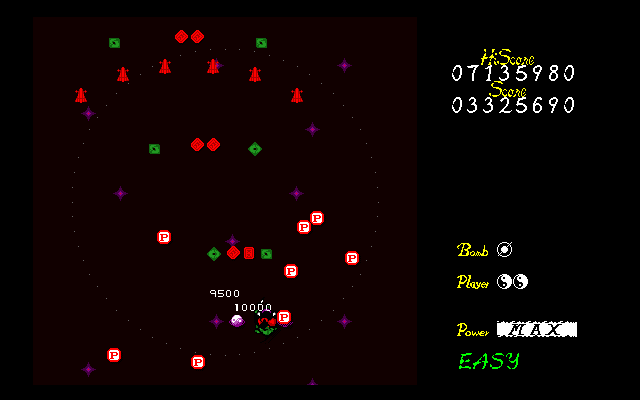 HiScore
07135980
Score
03325690
P
P
P
P
P
9500
10000
P
P
P
Bomb
Player
Power MAX
EASY